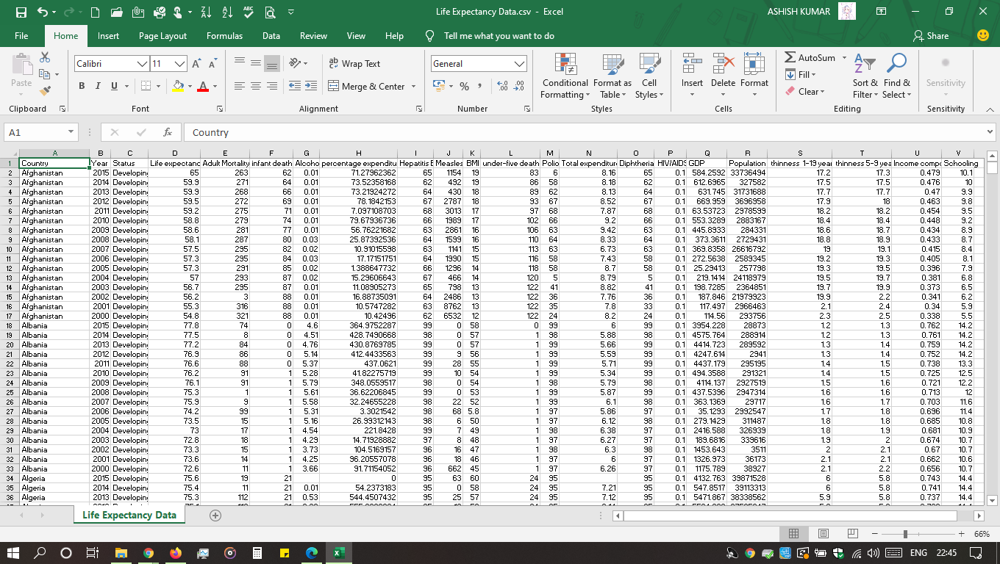 Life Expectancy Data.csv - Excel
ASHISH KUMAR
File Home Insert Page Layout Formulas Data Review View Help Tell me what you want to do Share
Paste Calibri 11 Wrap Text General Conditional Formatting Format as Table Cell Styles Insert Delete Format AutoSum Fill Clear Sort & Filter Find & Select Sensitivity
B I U Merge & Center % ,
Clipboard Font Alignment Number Styles Cells Editing Sensitivity
A1 fx Country
A B C D E F G H I J K L M N O P Q R S T U V
1 Country Year Status Life expectanc Adult Mortality infant death Alcoho percentage expenditu Hepatitis B Measles BMI under-five death Polio Total expenditure Diphtheria HIV/AIDS GDP Population thinness 1-19 year thinness 5-9 yea Income compo Schooling
2 Afghanistan 2015 Developing 65 263 62 0.01 71.27962362 65 1154 19 83 6 8.16 65 0.1 584.2592 33736494 17.2 17.3 0.479 10.1
3 Afghanistan 2014 Developing 59.9 271 64 0.01 73.52358168 62 492 19 86 58 8.18 62 0.1 612.6965 327582 17.5 17.5 0.476 10
4 Afghanistan 2013 Developing 59.9 268 66 0.01 73.21924272 64 430 18 89 62 8.13 64 0.1 631.745 31731688 17.7 17.7 0.47 9.9
5 Afghanistan 2012 Developing 59.5 272 69 0.01 78.1842153 67 2787 18 93 67 8.52 67 0.1 669.959 3696958 17.9 18 0.463 9.8
6 Afghanistan 2011 Developing 59.2 275 71 0.01 7.097108703 68 3013 17 97 68 7.87 68 0.1 63.53723 2978599 18.2 18.2 0.454 9.5
7 Afghanistan 2010 Developing 58.8 279 74 0.01 79.67936736 66 1989 17 102 66 9.2 66 0.1 553.3289 2883167 18.4 18.4 0.448 9.2
8 Afghanistan 2009 Developing 58.6 281 77 0.01 56.76221682 63 2861 16 106 63 9.42 63 0.1 445.8933 284331 18.6 18.7 0.434 8.9
9 Afghanistan 2008 Developing 58.1 287 80 0.03 25.87392536 64 1599 16 110 64 8.33 64 0.1 373.3611 2729431 18.8 18.9 0.433 8.7
10 Afghanistan 2007 Developing 57.5 295 82 0.02 10.91015598 63 1141 15 113 63 6.73 63 0.1 369.8358 26616792 19 19.1 0.415 8.4
11 Afghanistan 2006 Developing 57.3 295 84 0.03 17.17151751 64 1990 15 116 58 7.43 58 0.1 272.5638 2589345 19.2 19.3 0.405 8.1
12 Afghanistan 2005 Developing 57.3 291 85 0.02 1.388647732 66 1296 14 118 58 8.7 58 0.1 25.29413 257798 19.3 19.5 0.396 7.9
13 Afghanistan 2004 Developing 57 293 87 0.02 15.29606643 67 466 14 120 5 8.79 5 0.1 219.1414 24118979 19.5 19.7 0.381 6.8
14 Afghanistan 2003 Developing 56.7 295 87 0.01 11.08905273 65 798 13 122 41 8.82 41 0.1 198.7285 2364851 19.7 19.9 0.373 6.5
15 Afghanistan 2002 Developing 56.2 3 88 0.01 16.88735091 64 2486 13 122 36 7.76 36 0.1 187.846 21979923 19.9 2.2 0.341 6.2
16 Afghanistan 2001 Developing 55.3 316 88 0.01 10.5747282 63 8762 13 122 35 7.8 33 0.1 117.497 2966463 2.1 2.4 0.34 5.9
17 Afghanistan 2000 Developing 54.8 321 88 0.01 10.42496 62 6532 12 122 24 8.2 24 0.1 114.56 293756 2.3 2.5 0.338 5.5
18 Albania 2015 Developing 77.8 74 0 4.6 364.9752287 99 0 58 0 99 6 99 0.1 3954.228 28873 1.2 1.3 0.762 14.2
19 Albania 2014 Developing 77.5 8 0 4.51 428.7490668 98 0 57 1 98 5.88 98 0.1 4575.764 288914 1.2 1.3 0.761 14.2
20 Albania 2013 Developing 77.2 84 0 4.76 430.8769785 99 0 57 1 99 5.66 99 0.1 4414.723 289592 1.3 1.4 0.759 14.2
21 Albania 2012 Developing 76.9 86 0 5.14 412.4433563 99 9 56 1 99 5.59 99 0.1 4247.614 2941 1.3 1.4 0.752 14.2
22 Albania 2011 Developing 76.6 88 0 5.37 437.0621 99 28 55 1 99 5.71 99 0.1 4437.179 295195 1.4 1.5 0.738 13.3
23 Albania 2010 Developing 76.2 91 1 5.28 41.82275719 99 10 54 1 99 5.34 99 0.1 494.3588 291321 1.4 1.5 0.725 12.5
24 Albania 2009 Developing 76.1 91 1 5.79 348.0559517 98 0 54 1 98 5.79 98 0.1 4114.137 2927519 1.5 1.6 0.721 12.2
25 Albania 2008 Developing 75.3 1 1 5.61 36.62206845 99 0 53 1 99 5.87 99 0.1 437.5396 2947314 1.6 1.6 0.713 12
26 Albania 2007 Developing 75.9 9 1 5.58 32.24655228 98 22 52 1 99 6.1 98 0.1 363.1369 29717 1.6 1.7 0.703 11.6
27 Albania 2006 Developing 74.2 99 1 5.31 3.3021542 98 68 5.8 1 97 5.86 97 0.1 35.1293 2992547 1.7 1.8 0.696 11.4
28 Albania 2005 Developing 73.5 15 1 5.16 26.99312143 98 6 50 1 97 6.12 98 0.1 279.1429 311487 1.8 1.8 0.685 10.8
29 Albania 2004 Developing 73 17 1 4.54 221.8428 99 7 49 1 98 6.38 97 0.1 2416.588 326939 1.8 1.9 0.681 10.9
30 Albania 2003 Developing 72.8 18 1 4.29 14.71928882 97 8 48 1 97 6.27 97 0.1 189.6816 339616 1.9 2 0.674 10.7
31 Albania 2002 Developing 73.3 15 1 3.73 104.5169157 96 16 47 1 98 6.3 98 0.1 1453.643 3511 2 2.1 0.67 10.7
32 Albania 2001 Developing 73.6 14 1 4.25 96.20557078 96 18 46 1 97 6 97 0.1 1326.973 36173 2.1 2.1 0.662 10.6
33 Albania 2000 Developing 72.6 11 1 3.66 91.71154052 96 662 45 1 97 6.26 97 0.1 1175.789 38927 2.1 2.2 0.656 10.7
34 Algeria 2015 Developing 75.6 19 21 0 95 63 60 24 95 95 0.1 4132.763 39871528 6 5.8 0.743 14.4
35 Algeria 2014 Developing 75.4 11 21 0.01 54.2373183 95 0 58 24 95 7.21 95 0.1 547.8517 39113313 6 5.8 0.741 14.4
36 Algeria 2013 Developing 75.3 112 21 0.53 544.4507432 95 25 57 24 95 7.12 95 0.1 5471.867 38338562 5.9 5.8 0.737 14.4
Life Expectancy Data
66%
ENG 22:45